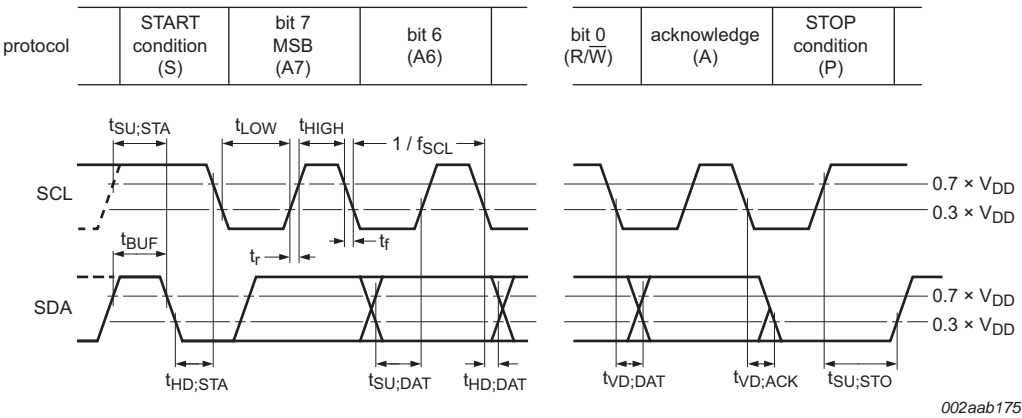 protocol
START
condition
(S)
bit 7
MSB
(A7)
bit 6
(A6)
bit 0
(R/W̅)
acknowledge
(A)
STOP
condition
(P)
tSU;STA
tLOW
tHIGH
1 / fSCL
SCL
0.7 × VDD
0.3 × VDD
tBUF
tr
tf
SDA
0.7 × VDD
0.3 × VDD
tHD;STA
tSU;DAT
tHD;DAT
tVD;DAT
tVD;ACK
tSU;STO
002aab175